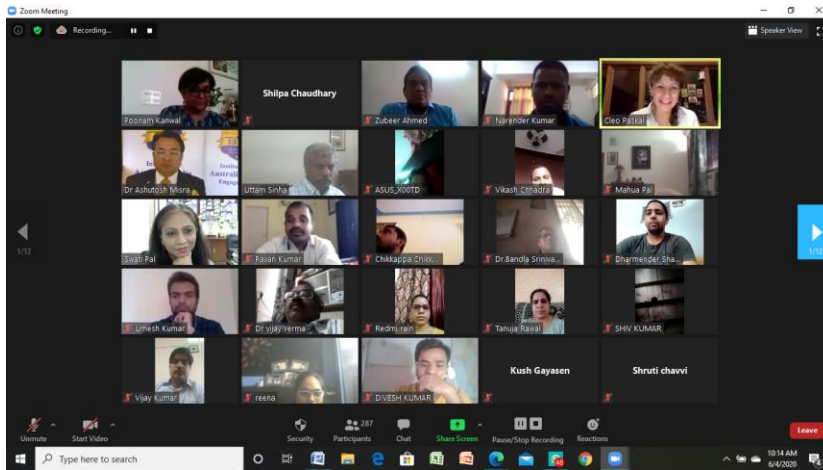 Zoom Meeting
Recording...
Speaker View
Poonam Kanwal
Shilpa Chaudhary
Zubeer Ahmed
Narender Kumar
Cleo Paskal
Dr Ashutosh Misra
Uttam Sinha
ASUS_X00TD
Vikash Chhadra
Mahua Pal
Swati Pal
Pavan Kumar
Chikkappa Chikk...
Dr.Bandla Sriniva...
Dharmender Sha...
1/12
1/12
Umesh Kumar
Dr vijay verma
Redmi rain
Tanuja Rawal
SHIV KUMAR
Vijay Kumar
reena
DIVESH KUMAR
Kush Gayasen
Shruti chavvi
287
Unmute
Start Video
Security
Participants
Chat
Share Screen
Pause/Stop Recording
Reactions
Leave
Type here to search
10:14 AM
6/4/2020